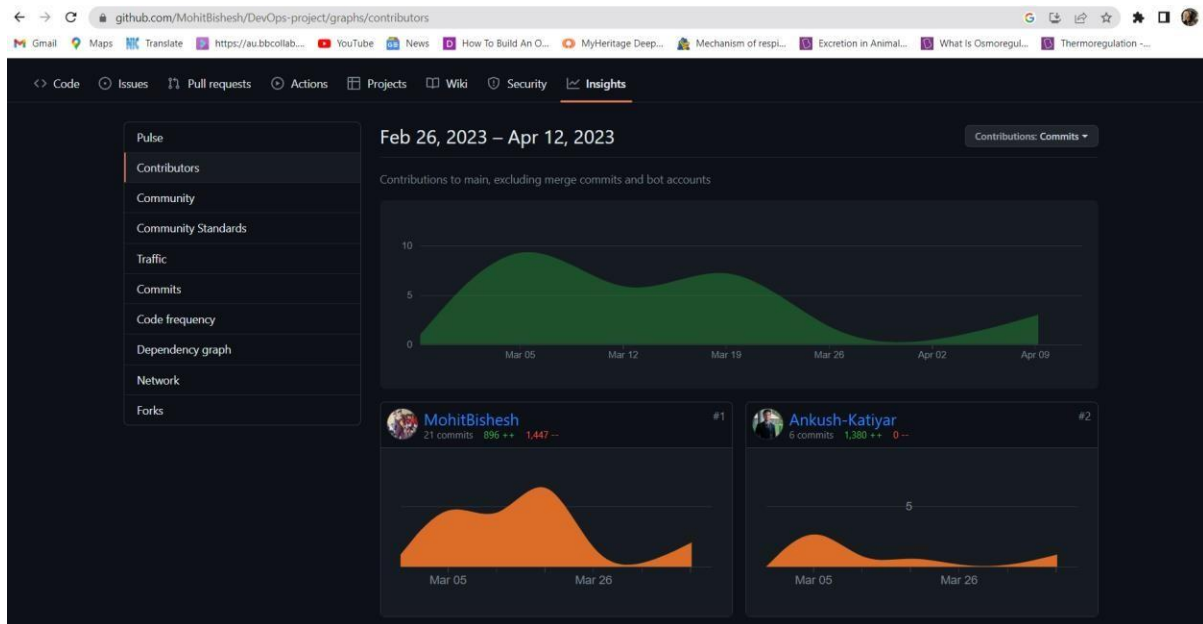 github.com/MohitBishesh/DevOps-project/graphs/contributors
Gmail Maps Translate https://au.bbcollab.... YouTube News How To Build An O... MyHeritage Deep... Mechanism of respi... Excretion in Animal... What Is Osmoregul... Thermoregulation -...
<> Code Issues Pull requests Actions Projects Wiki Security Insights
Pulse
Contributors
Community
Community Standards
Traffic
Commits
Code frequency
Dependency graph
Network
Forks
Feb 26, 2023 – Apr 12, 2023
Contributions: Commits
Contributions to main, excluding merge commits and bot accounts
10
5
0
Mar 05 Mar 12 Mar 19 Mar 26 Apr 02 Apr 09
MohitBishesh #1
21 commits 896 ++ 1,447 --
Mar 05 Mar 26
Ankush-Katiyar #2
6 commits 1,380 ++ 0 --
5
Mar 05 Mar 26